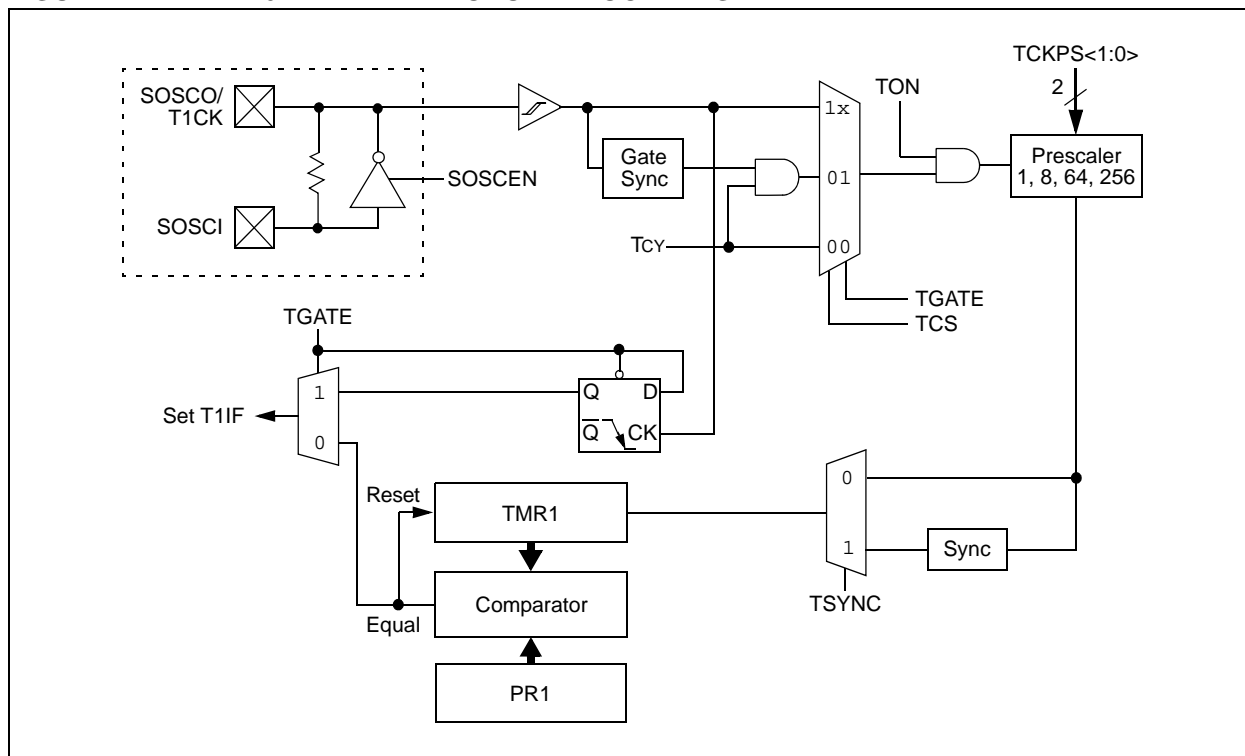 TCKPS<1:0>
2
TON
SOSCO/
T1CK
1x
Gate
Sync
Prescaler
1, 8, 64, 256
SOSCEN
01
SOSCI
TCY
00
TGATE
TCS
TGATE
1
Q
D
Set T1IF
Q
CK
0
Reset
TMR1
0
1
Sync
Comparator
TSYNC
Equal
PR1